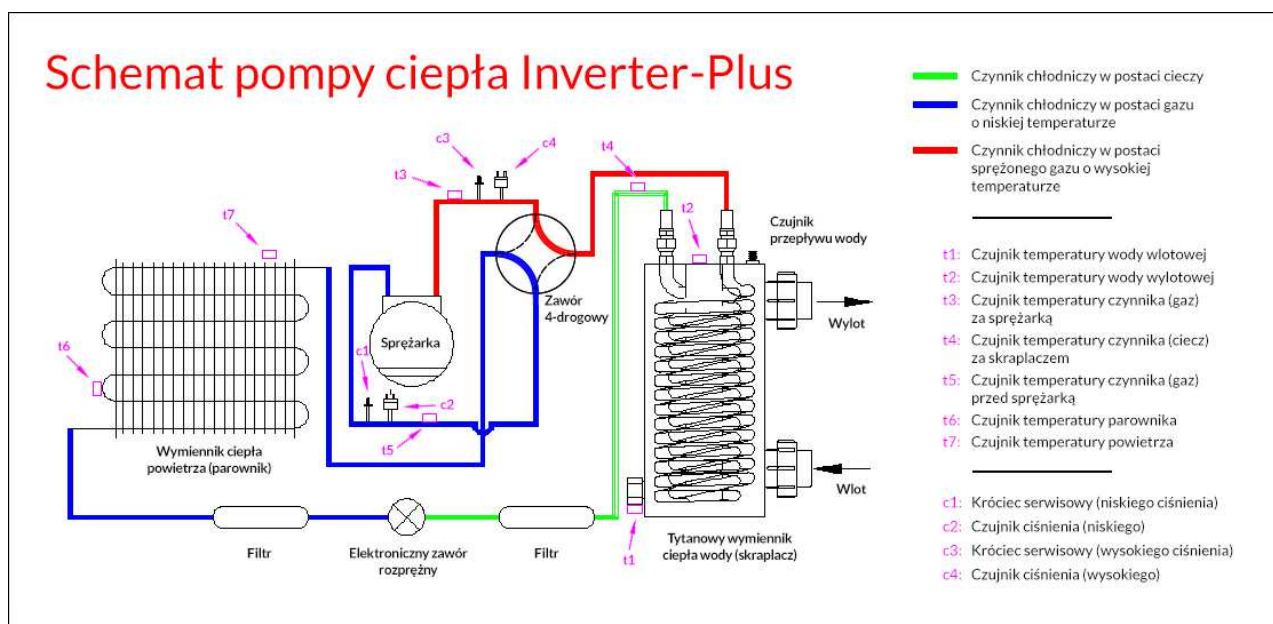 Schemat pompy ciepła Inverter-Plus
Czynnik chłodniczy w postaci cieczy
Czynnik chłodniczy w postaci gazu
o niskiej temperaturze
Czynnik chłodniczy w postaci
sprężonego gazu o wysokiej
temperaturze
c3
c4
t3
t4
t7
t2
Czujnik
przepływu wody
Zawór
4-drogowy
Wylot
Sprężarka
c1
t6
c2
t5
Wymiennik ciepła
powietrza (parownik)
Wlot
Filtr
Elektroniczny zawór
rozprężny
Filtr
t1
Tytanowy wymiennik
ciepła wody (skraplacz)
t1: Czujnik temperatury wody wlotowej
t2: Czujnik temperatury wody wylotowej
t3: Czujnik temperatury czynnika (gaz)
za sprężarką
t4: Czujnik temperatury czynnika (ciecz)
za skraplaczem
t5: Czujnik temperatury czynnika (gaz)
przed sprężarką
t6: Czujnik temperatury parownika
t7: Czujnik temperatury powietrza
c1: Króciec serwisowy (niskiego ciśnienia)
c2: Czujnik ciśnienia (niskiego)
c3: Króciec serwisowy (wysokiego ciśnienia)
c4: Czujnik ciśnienia (wysokiego)